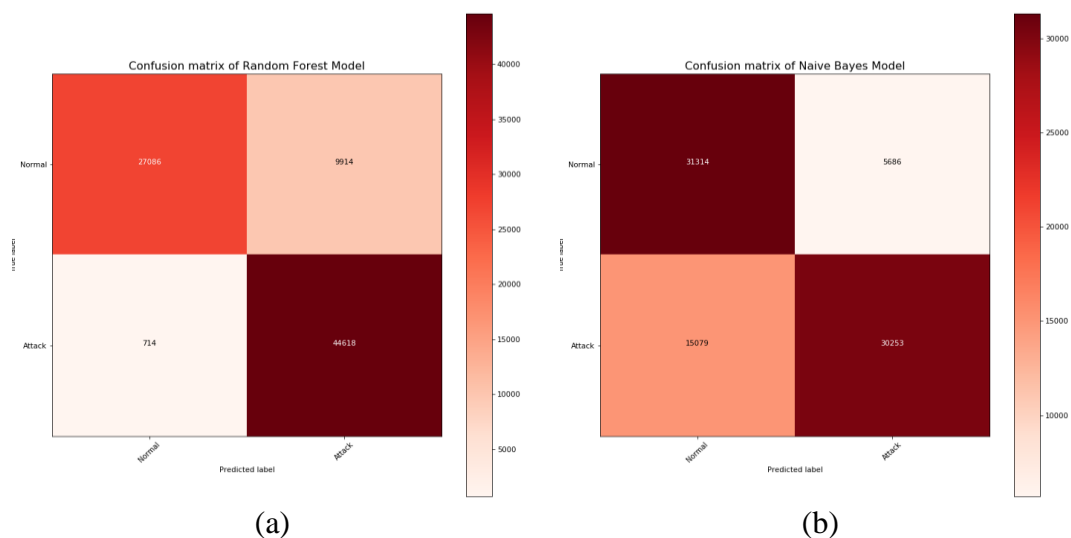 Confusion matrix of Random Forest Model
40000
35000
30000
25000
20000
15000
10000
5000
Normal
27086
9914
Attack
714
44618
Normal
Attack
Predicted label
(a)
Confusion matrix of Naive Bayes Model
30000
25000
20000
15000
10000
Normal
31314
5686
Attack
15079
30253
Normal
Attack
Predicted label
(b)